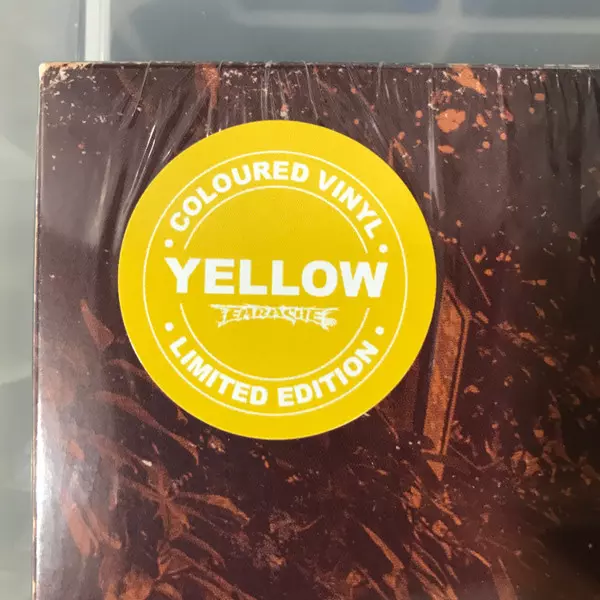 • COLOURED VINYL •
YELLOW
EARACHE
• LIMITED EDITION •